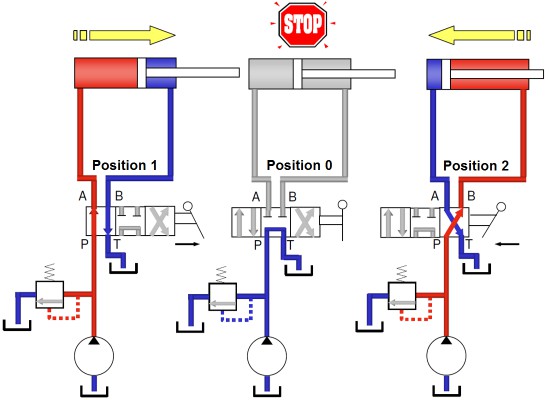 STOP
Position 1
Position 0
Position 2
A B
A B
A B
P T
P T
P T